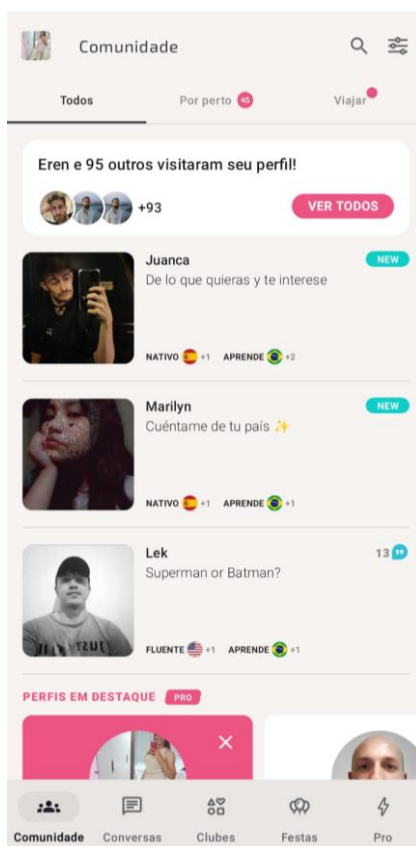 Comunidade
Todos
Por perto 45
Viajar
Eren e 95 outros visitaram seu perfil!
+93
VER TODOS
Juanca
NEW
De lo que quieras y te interese
NATIVO +1 APRENDE +2
Marilyn
NEW
Cuéntame de tu país ✨
NATIVO +1 APRENDE +1
Lek
13
Superman or Batman?
FLUENTE +1 APRENDE +1
PERFIS EM DESTAQUE PRO
Comunidade
Conversas
Clubes
Festas
Pro